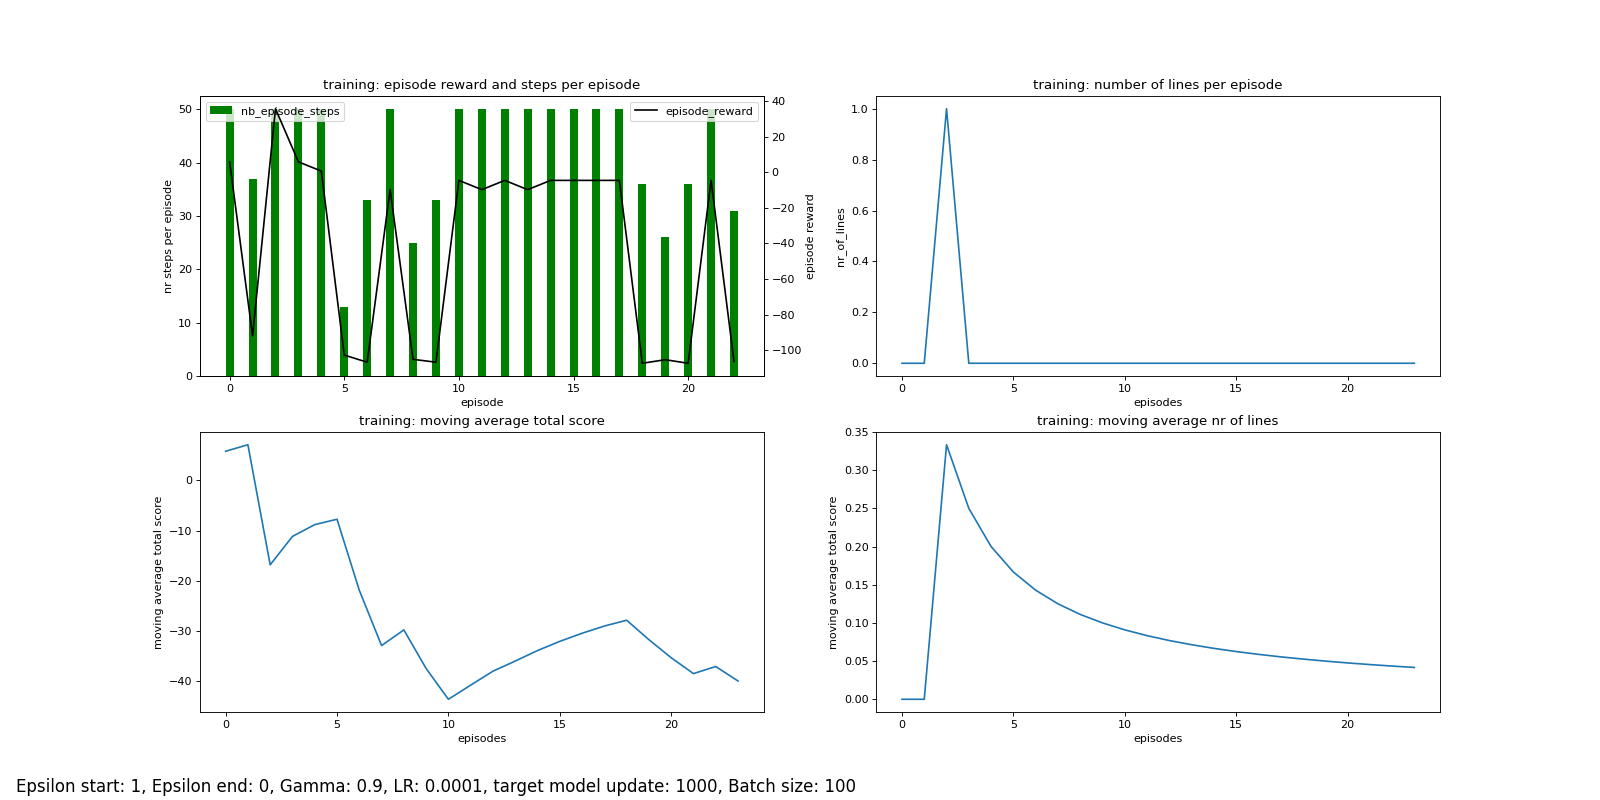 training: episode reward and steps per episode
nb_episode_steps
episode_reward
nr steps per episode
50
40
30
20
10
0
40
20
0
−20
−40
−60
−80
−100
episode reward
0 5 10 15 20
episode
training: number of lines per episode
nr_of_lines
1.0
0.8
0.6
0.4
0.2
0.0
0 5 10 15 20
episodes
training: moving average total score
moving average total score
0
−10
−20
−30
−40
0 5 10 15 20
episodes
training: moving average nr of lines
moving average total score
0.35
0.30
0.25
0.20
0.15
0.10
0.05
0.00
0 5 10 15 20
episodes
Epsilon start: 1, Epsilon end: 0, Gamma: 0.9, LR: 0.0001, target model update: 1000, Batch size: 100